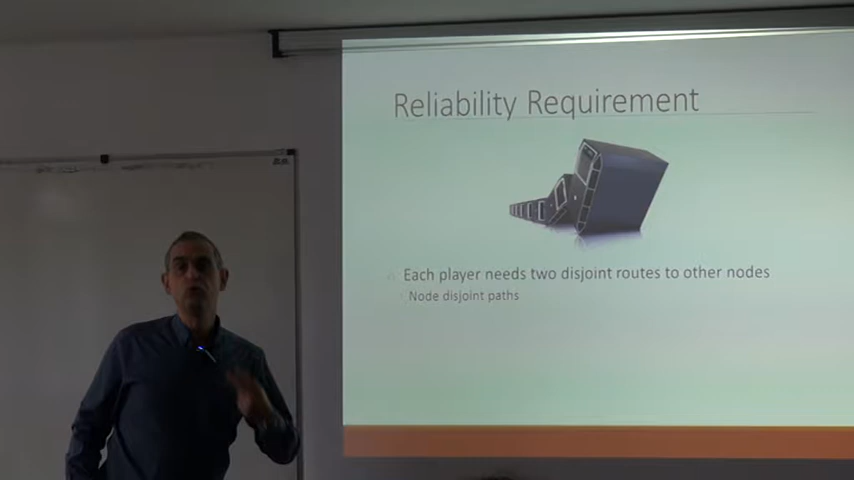 Reliability Requirement
Each player needs two disjoint routes to other nodes
Node disjoint paths